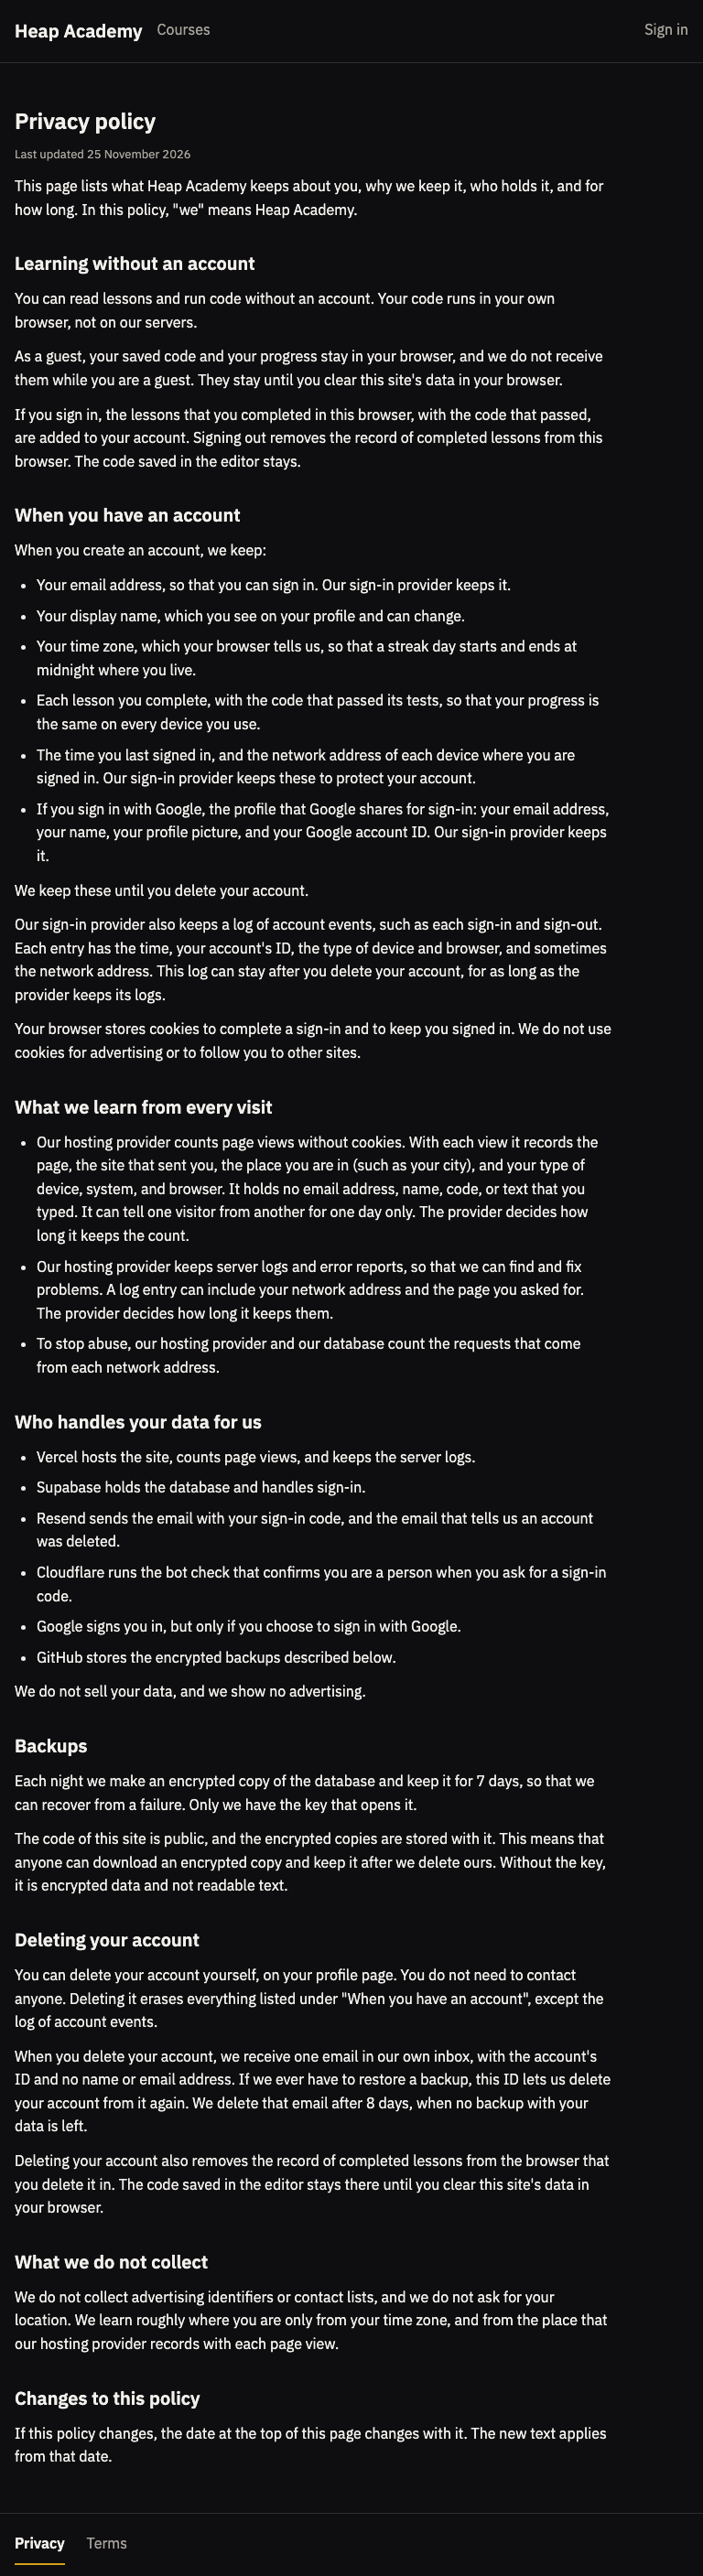 Heap Academy
Courses
Sign in
Privacy policy
Last updated 25 November 2026
This page lists what Heap Academy keeps about you, why we keep it, who holds it, and for
how long. In this policy, "we" means Heap Academy.
Learning without an account
You can read lessons and run code without an account. Your code runs in your own
browser, not on our servers.
As a guest, your saved code and your progress stay in your browser, and we do not receive
them while you are a guest. They stay until you clear this site's data in your browser.
If you sign in, the lessons that you completed in this browser, with the code that passed,
are added to your account. Signing out removes the record of completed lessons from this
browser. The code saved in the editor stays.
When you have an account
When you create an account, we keep:
• Your email address, so that you can sign in. Our sign-in provider keeps it.
• Your display name, which you see on your profile and can change.
• Your time zone, which your browser tells us, so that a streak day starts and ends at
midnight where you live.
• Each lesson you complete, with the code that passed its tests, so that your progress is
the same on every device you use.
• The time you last signed in, and the network address of each device where you are
signed in. Our sign-in provider keeps these to protect your account.
• If you sign in with Google, the profile that Google shares for sign-in: your email address,
your name, your profile picture, and your Google account ID. Our sign-in provider keeps
it.
We keep these until you delete your account.
Our sign-in provider also keeps a log of account events, such as each sign-in and sign-out.
Each entry has the time, your account's ID, the type of device and browser, and sometimes
the network address. This log can stay after you delete your account, for as long as the
provider keeps its logs.
Your browser stores cookies to complete a sign-in and to keep you signed in. We do not use
cookies for advertising or to follow you to other sites.
What we learn from every visit
• Our hosting provider counts page views without cookies. With each view it records the
page, the site that sent you, the place you are in (such as your city), and your type of
device, system, and browser. It holds no email address, name, code, or text that you
typed. It can tell one visitor from another for one day only. The provider decides how
long it keeps the count.
• Our hosting provider keeps server logs and error reports, so that we can find and fix
problems. A log entry can include your network address and the page you asked for.
The provider decides how long it keeps them.
• To stop abuse, our hosting provider and our database count the requests that come
from each network address.
Who handles your data for us
• Vercel hosts the site, counts page views, and keeps the server logs.
• Supabase holds the database and handles sign-in.
• Resend sends the email with your sign-in code, and the email that tells us an account
was deleted.
• Cloudflare runs the bot check that confirms you are a person when you ask for a sign-in
code.
• Google signs you in, but only if you choose to sign in with Google.
• GitHub stores the encrypted backups described below.
We do not sell your data, and we show no advertising.
Backups
Each night we make an encrypted copy of the database and keep it for 7 days, so that we
can recover from a failure. Only we have the key that opens it.
The code of this site is public, and the encrypted copies are stored with it. This means that
anyone can download an encrypted copy and keep it after we delete ours. Without the key,
it is encrypted data and not readable text.
Deleting your account
You can delete your account yourself, on your profile page. You do not need to contact
anyone. Deleting it erases everything listed under "When you have an account", except the
log of account events.
When you delete your account, we receive one email in our own inbox, with the account's
ID and no name or email address. If we ever have to restore a backup, this ID lets us delete
your account from it again. We delete that email after 8 days, when no backup with your
data is left.
Deleting your account also removes the record of completed lessons from the browser that
you delete it in. The code saved in the editor stays there until you clear this site's data in
your browser.
What we do not collect
We do not collect advertising identifiers or contact lists, and we do not ask for your
location. We learn roughly where you are only from your time zone, and from the place that
our hosting provider records with each page view.
Changes to this policy
If this policy changes, the date at the top of this page changes with it. The new text applies
from that date.
Privacy
Terms